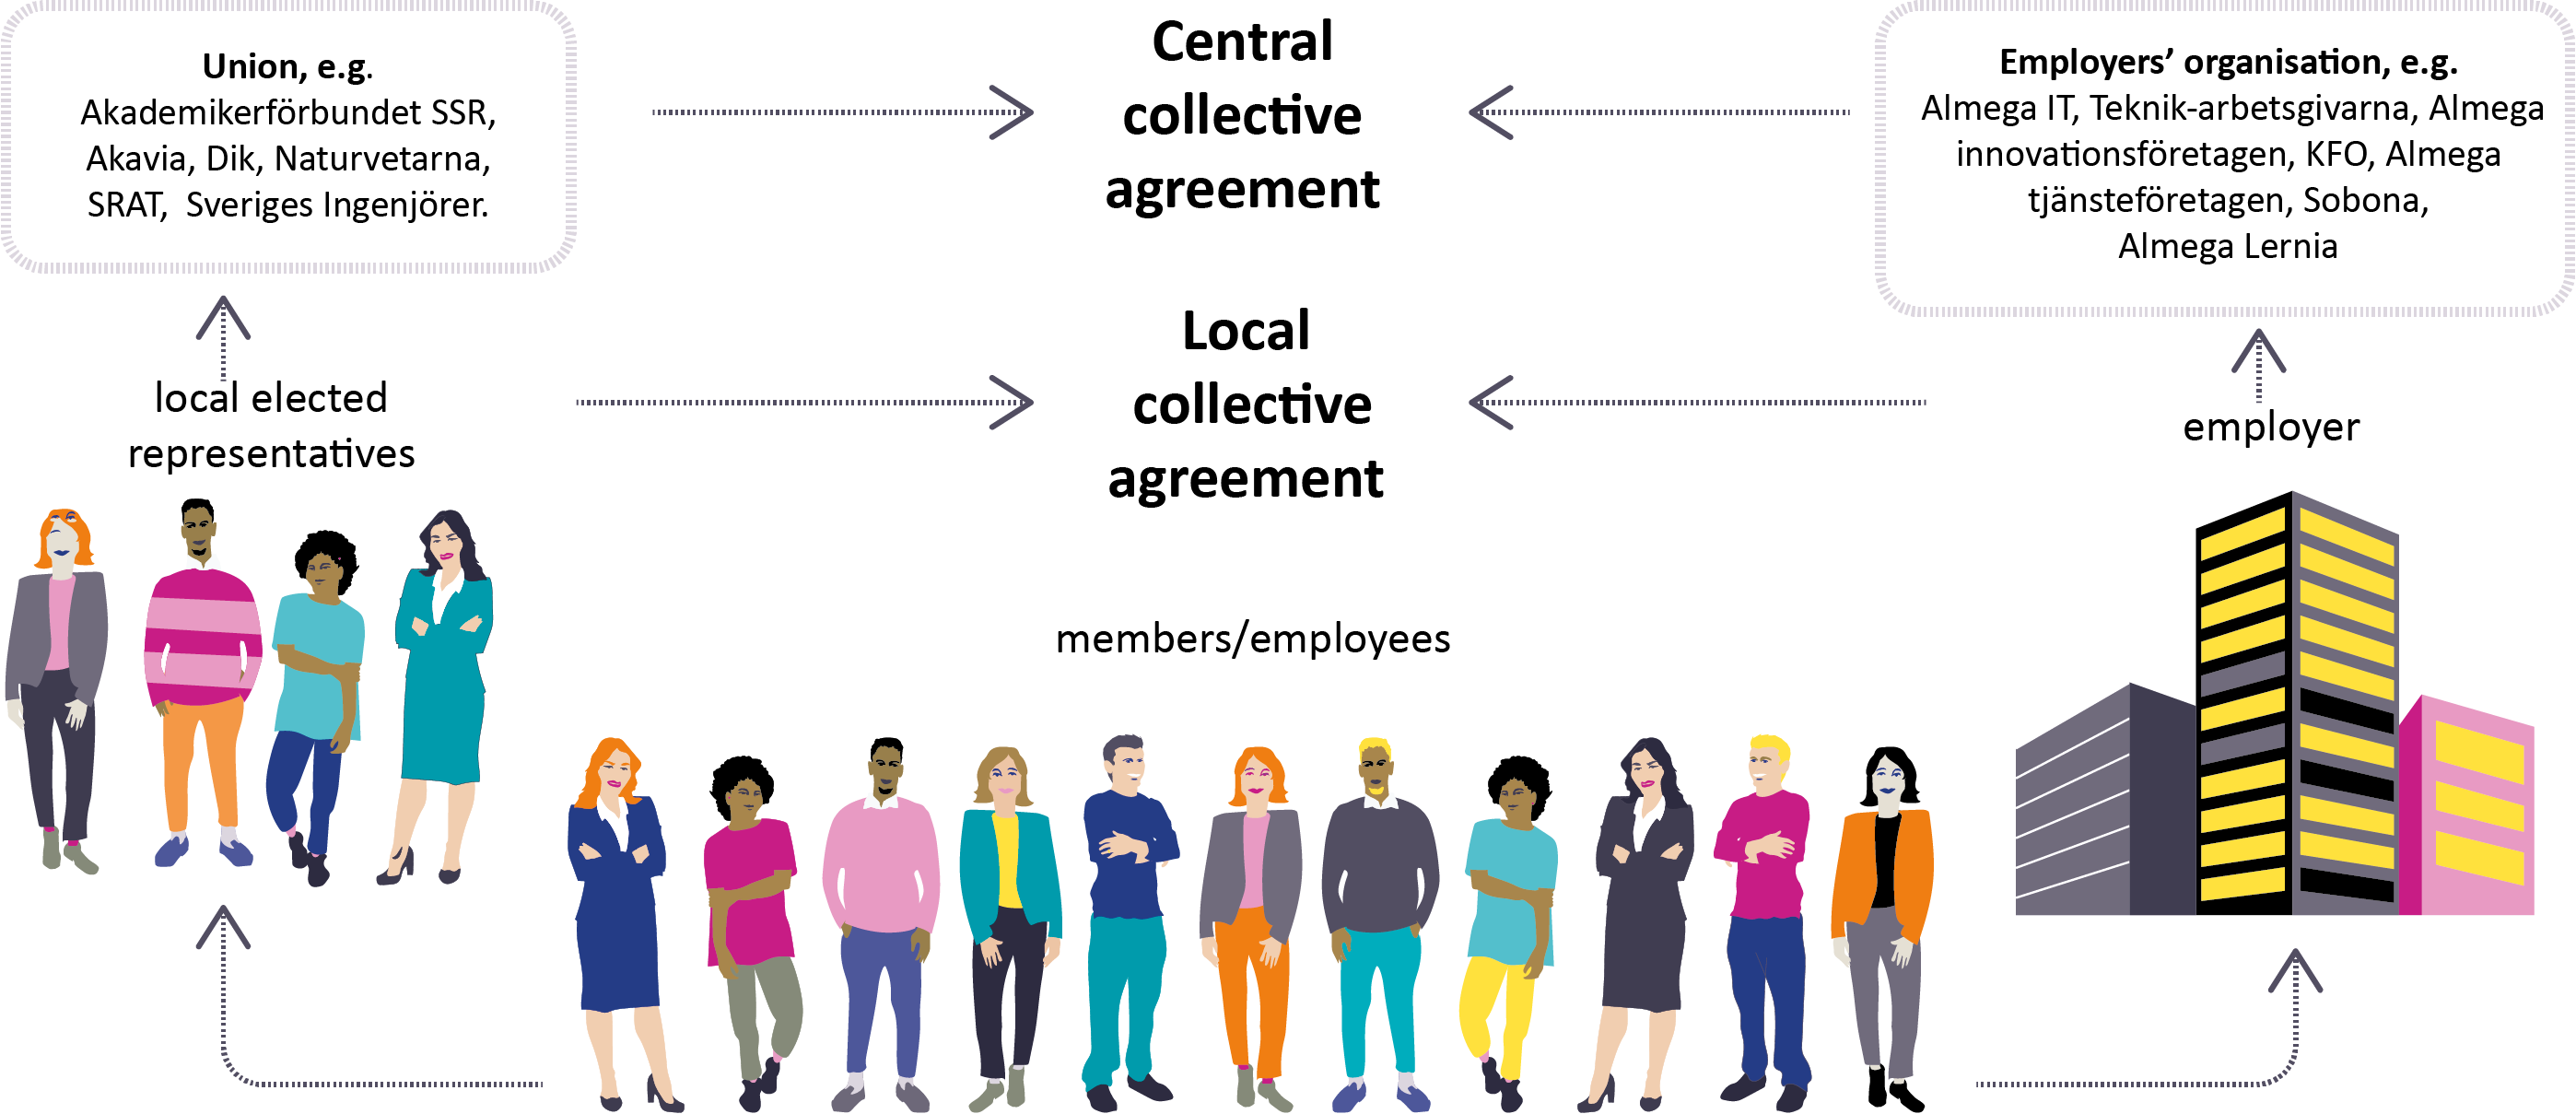 Union, e.g.
Akademikerförbundet SSR,
Akavia, Dik, Naturvetarna,
SRAT, Sveriges Ingenjörer.
Central
collective
agreement
Employers’ organisation, e.g.
Almega IT, Teknik-arbetsgivarna, Almega
innovationsföretagen, KFO, Almega
tjänsteföretagen, Sobona,
Almega Lernia
local elected
representatives
Local
collective
agreement
employer
members/employees